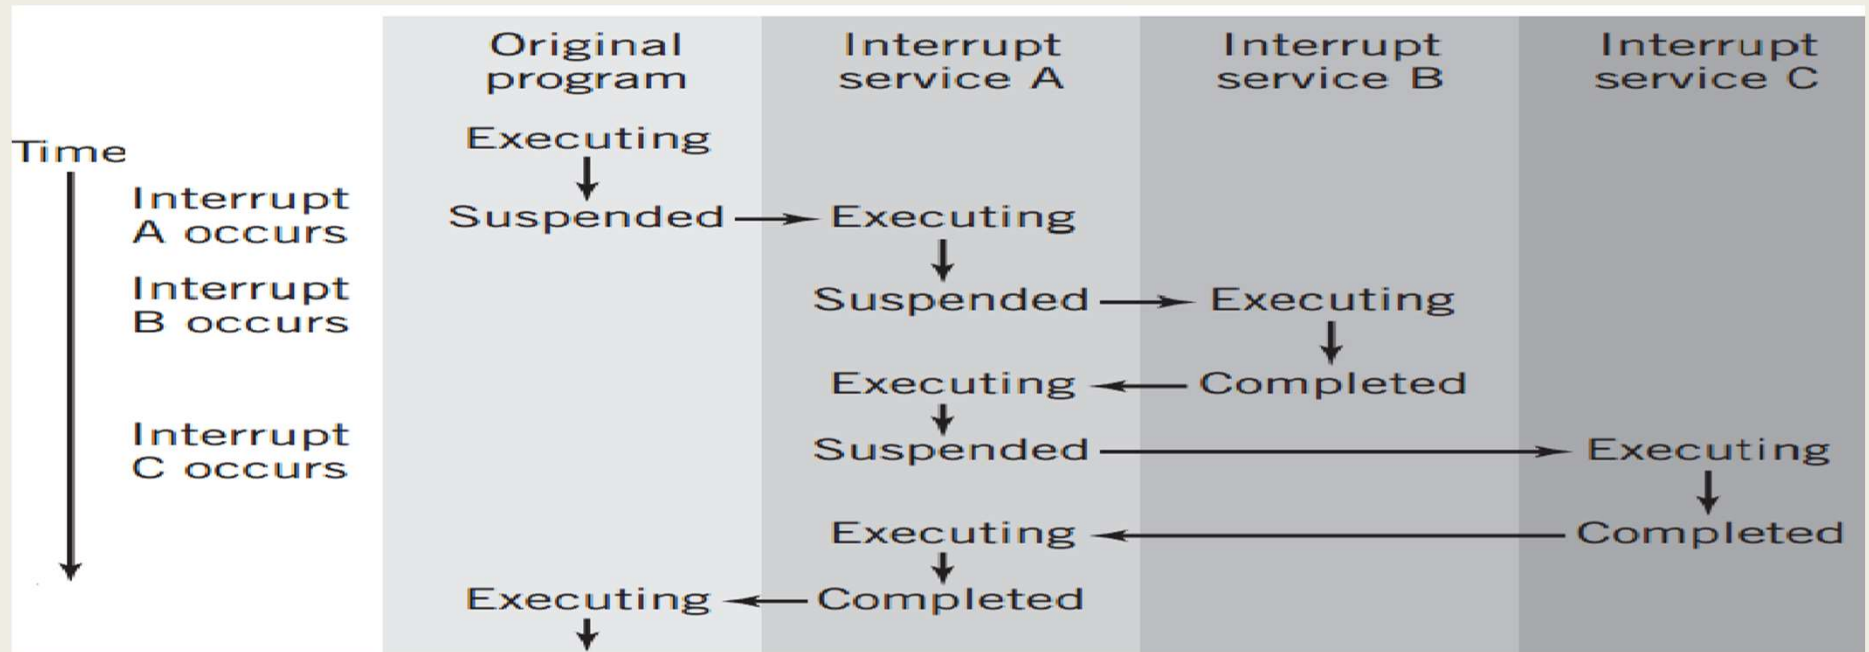 Original program
Interrupt service A
Interrupt service B
Interrupt service C
Time
Executing
Interrupt A occurs
Suspended
Executing
Interrupt B occurs
Suspended
Executing
Executing
Completed
Interrupt C occurs
Suspended
Executing
Executing
Completed
Executing
Completed